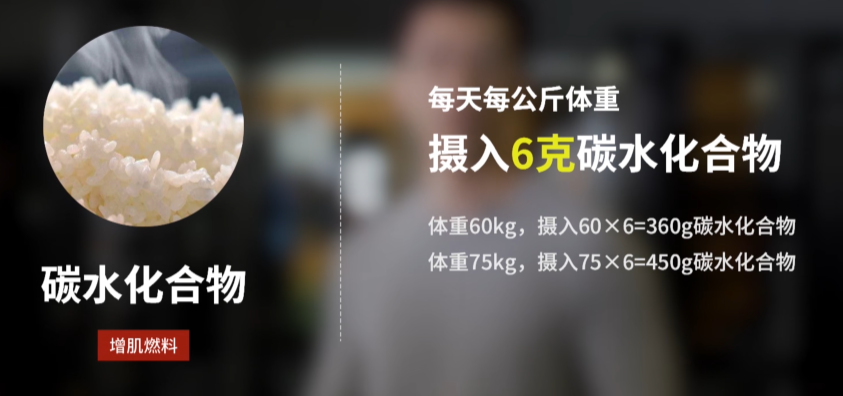 碳水化合物
增肌燃料
每天每公斤体重
摄入6克碳水化合物
体重60kg，摄入60×6=360g碳水化合物
体重75kg，摄入75×6=450g碳水化合物